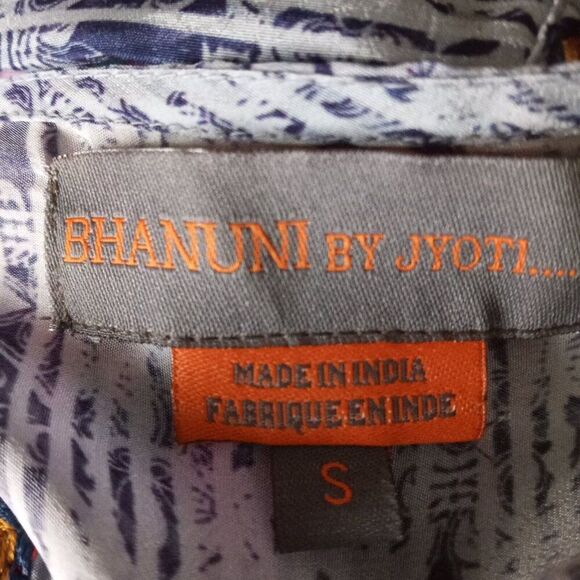 BHANUNI BY JYOTI.....
MADE IN INDIA
FABRIQUE EN INDE
S